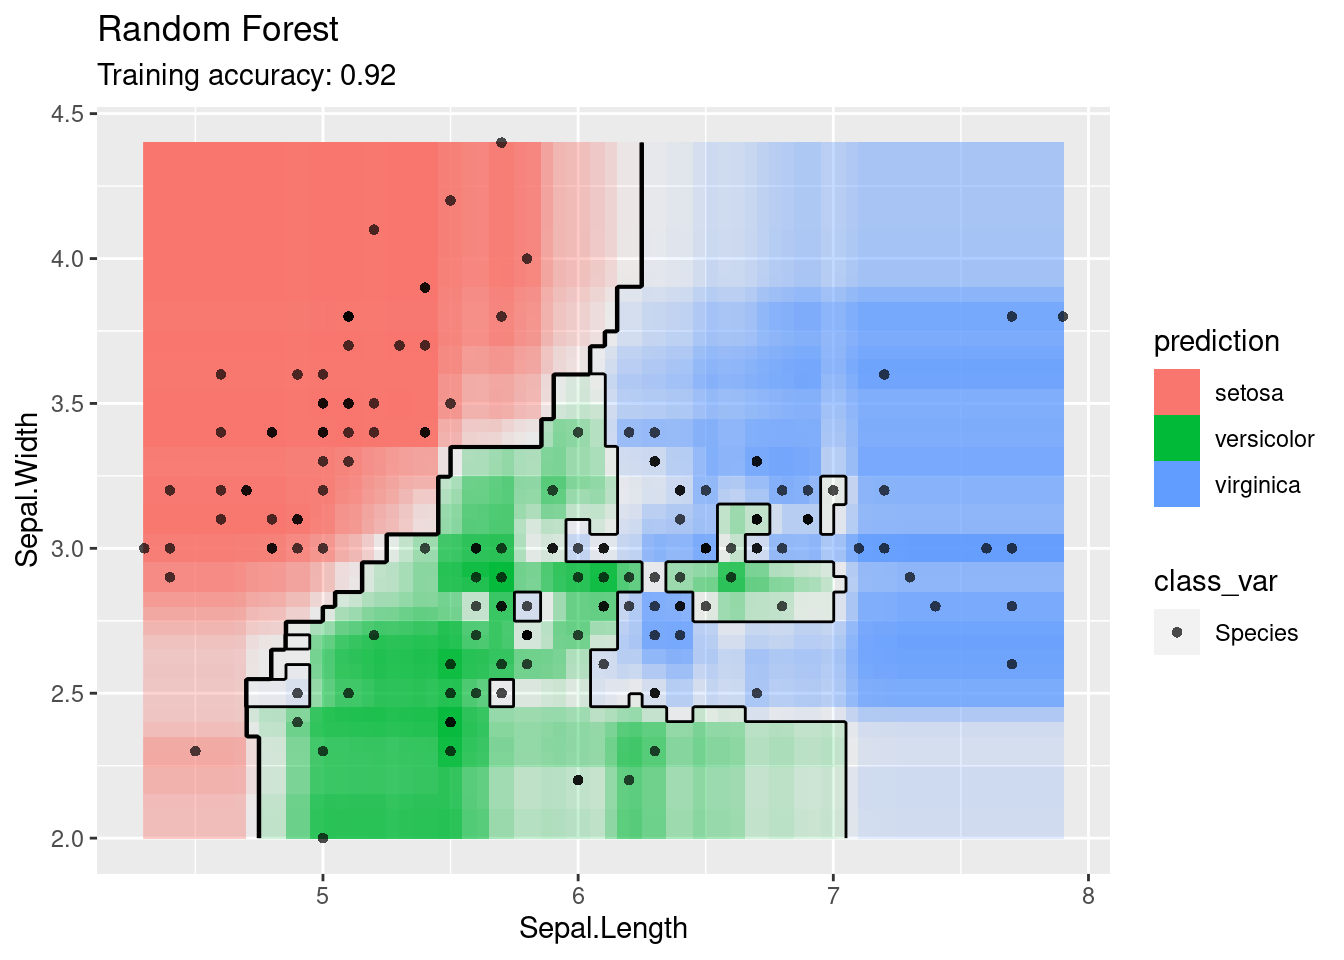 Random Forest
Training accuracy: 0.92
4.5
4.0
3.5
3.0
2.5
2.0
Sepal.Width
5 6 7 8
Sepal.Length
prediction
setosa
versicolor
virginica
class_var
Species